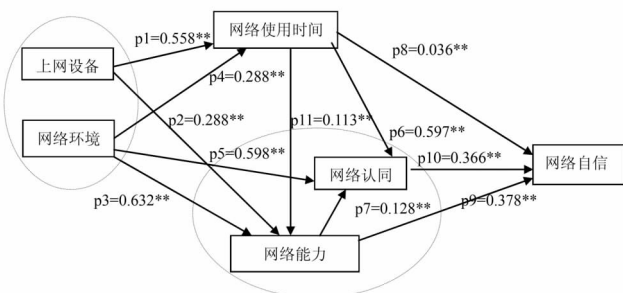 网络使用时间
p1=0.558**
p8=0.036**
上网设备
p4=0.288**
p2=0.288**
p11=0.113**
网络环境
p6=0.597**
p5=0.598**
p10=0.366**
网络认同
网络自信
p3=0.632**
p7=0.128**
p9=0.378**
网络能力